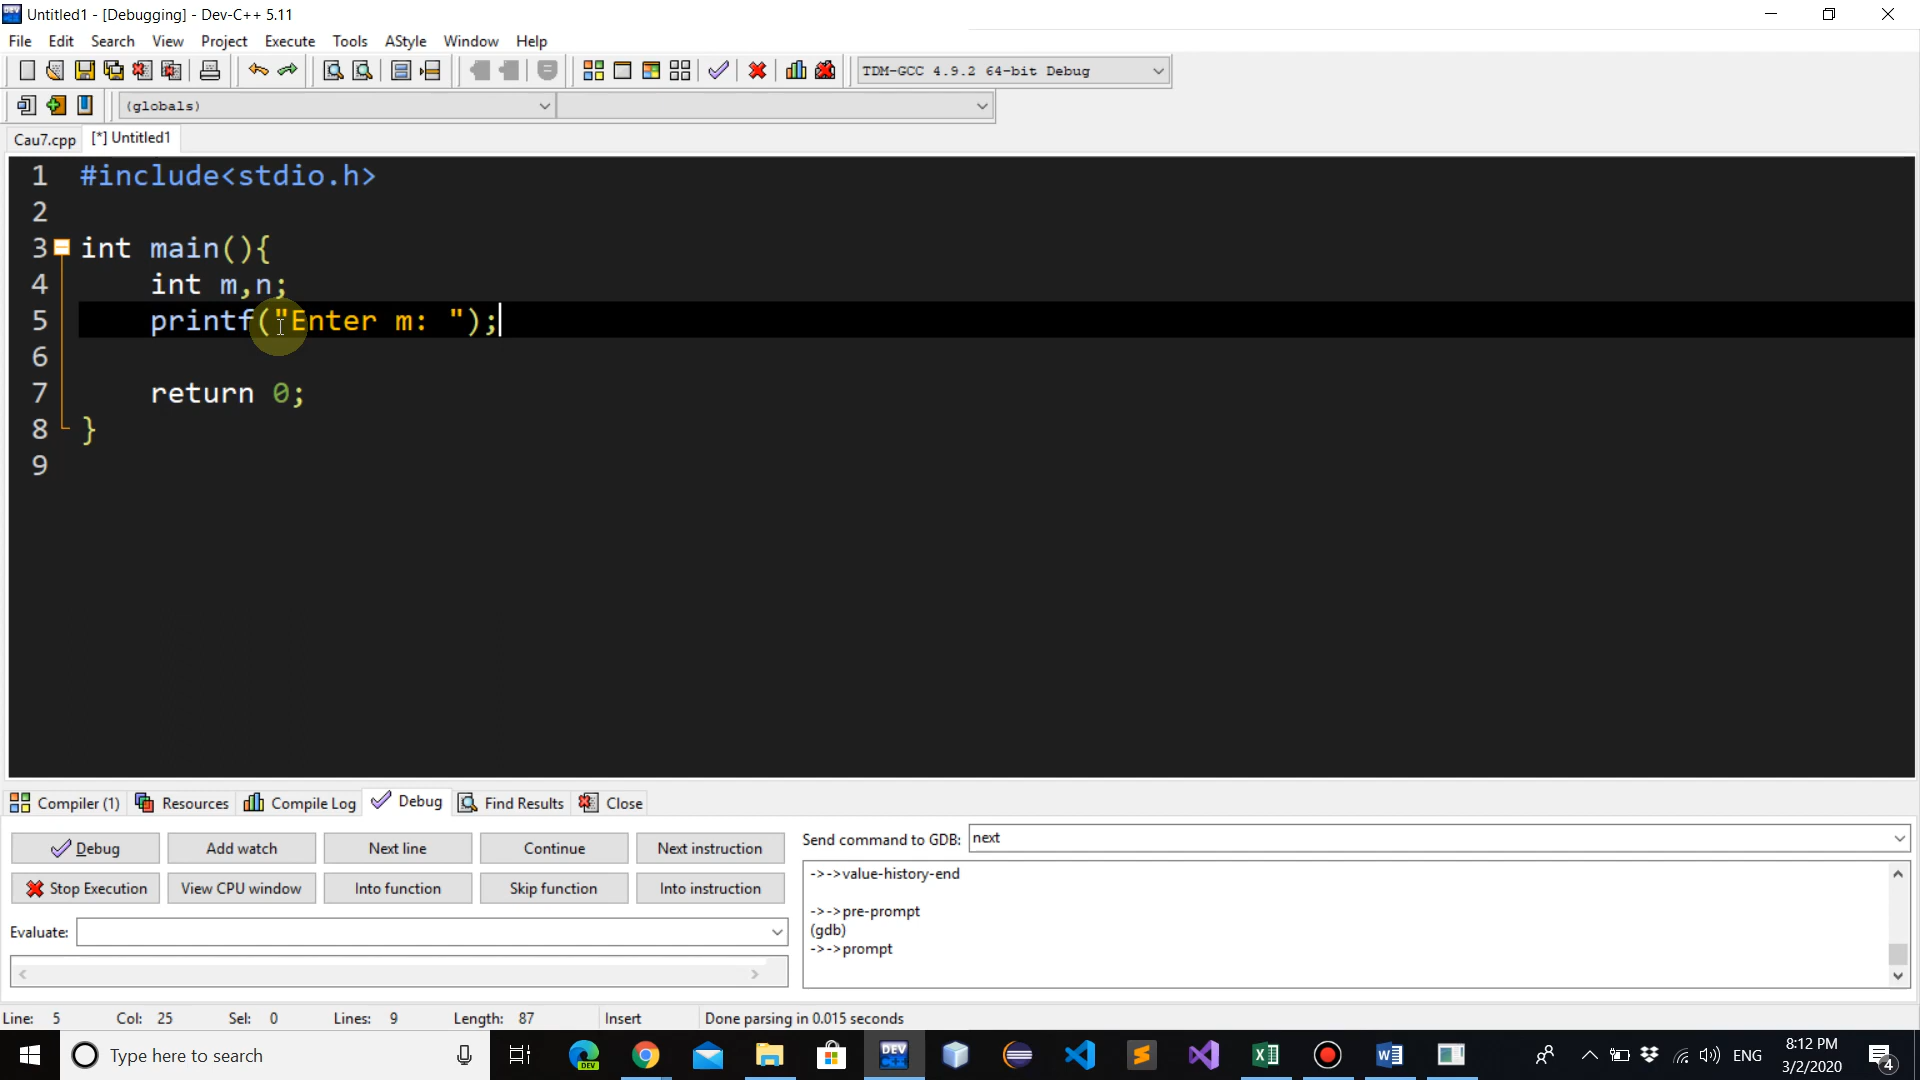 Untitled1 - [Debugging] - Dev-C++ 5.11
File Edit Search View Project Execute Tools AStyle Window Help
TDM-GCC 4.9.2 64-bit Debug
(globals)
Cau7.cpp [*] Untitled1
1 #include<stdio.h>
2
3 int main(){
4 int m,n;
5 printf("Enter m: ");
6
7 return 0;
8 }
9
Compiler (1) Resources Compile Log Debug Find Results Close
Debug Add watch Next line Continue Next instruction Send command to GDB: next
Stop Execution View CPU window Into function Skip function Into instruction
->->value-history-end
->->pre-prompt
(gdb)
->->prompt
Evaluate:
Line: 5 Col: 25 Sel: 0 Lines: 9 Length: 87 Insert Done parsing in 0.015 seconds
Type here to search
DEV
DEV
ENG
8:12 PM
3/2/2020
4